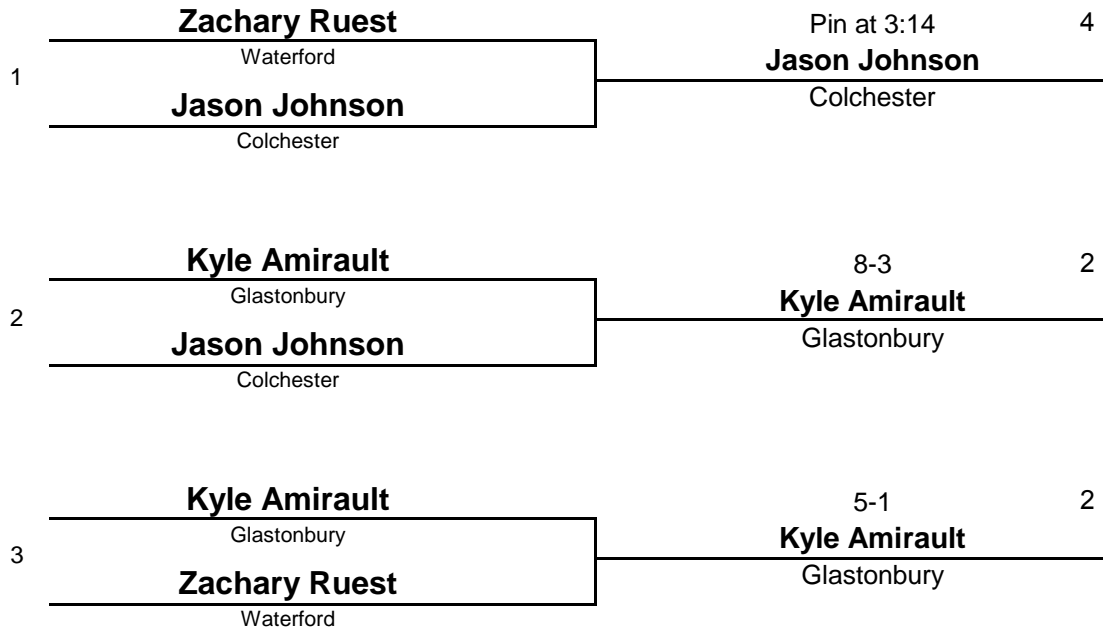 Zachary Ruest
Waterford
1
Jason Johnson
Colchester
Pin at 3:14
4
Jason Johnson
Colchester
Kyle Amirault
Glastonbury
2
Jason Johnson
Colchester
8-3
2
Kyle Amirault
Glastonbury
Kyle Amirault
Glastonbury
3
Zachary Ruest
Waterford
5-1
2
Kyle Amirault
Glastonbury